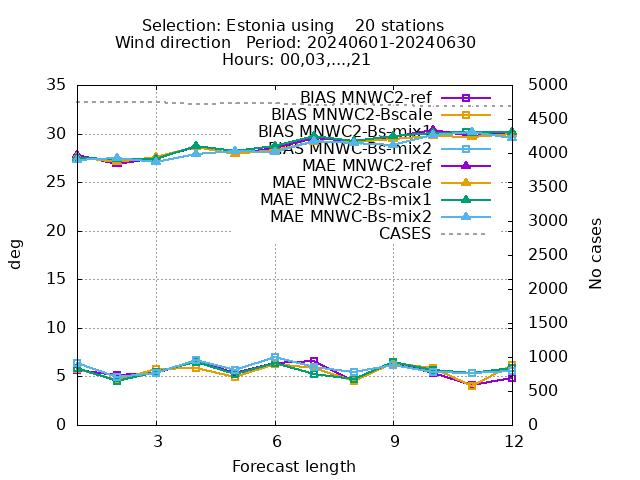 Selection: Estonia using    20 stations
Wind direction   Period: 20240601-20240630
Hours: 00,03,...,21
35
30
25
20
15
10
5
0
deg
5000
4500
4000
3500
3000
2500
2000
1500
1000
500
0
No cases
BIAS MNWC2-ref
BIAS MNWC2-Bscale
BIAS MNWC2-Bs-mix1
BIAS MNWC-Bs-mix2
MAE MNWC2-ref
MAE MNWC2-Bscale
MAE MNWC2-Bs-mix1
MAE MNWC-Bs-mix2
CASES
3
6
9
12
Forecast length